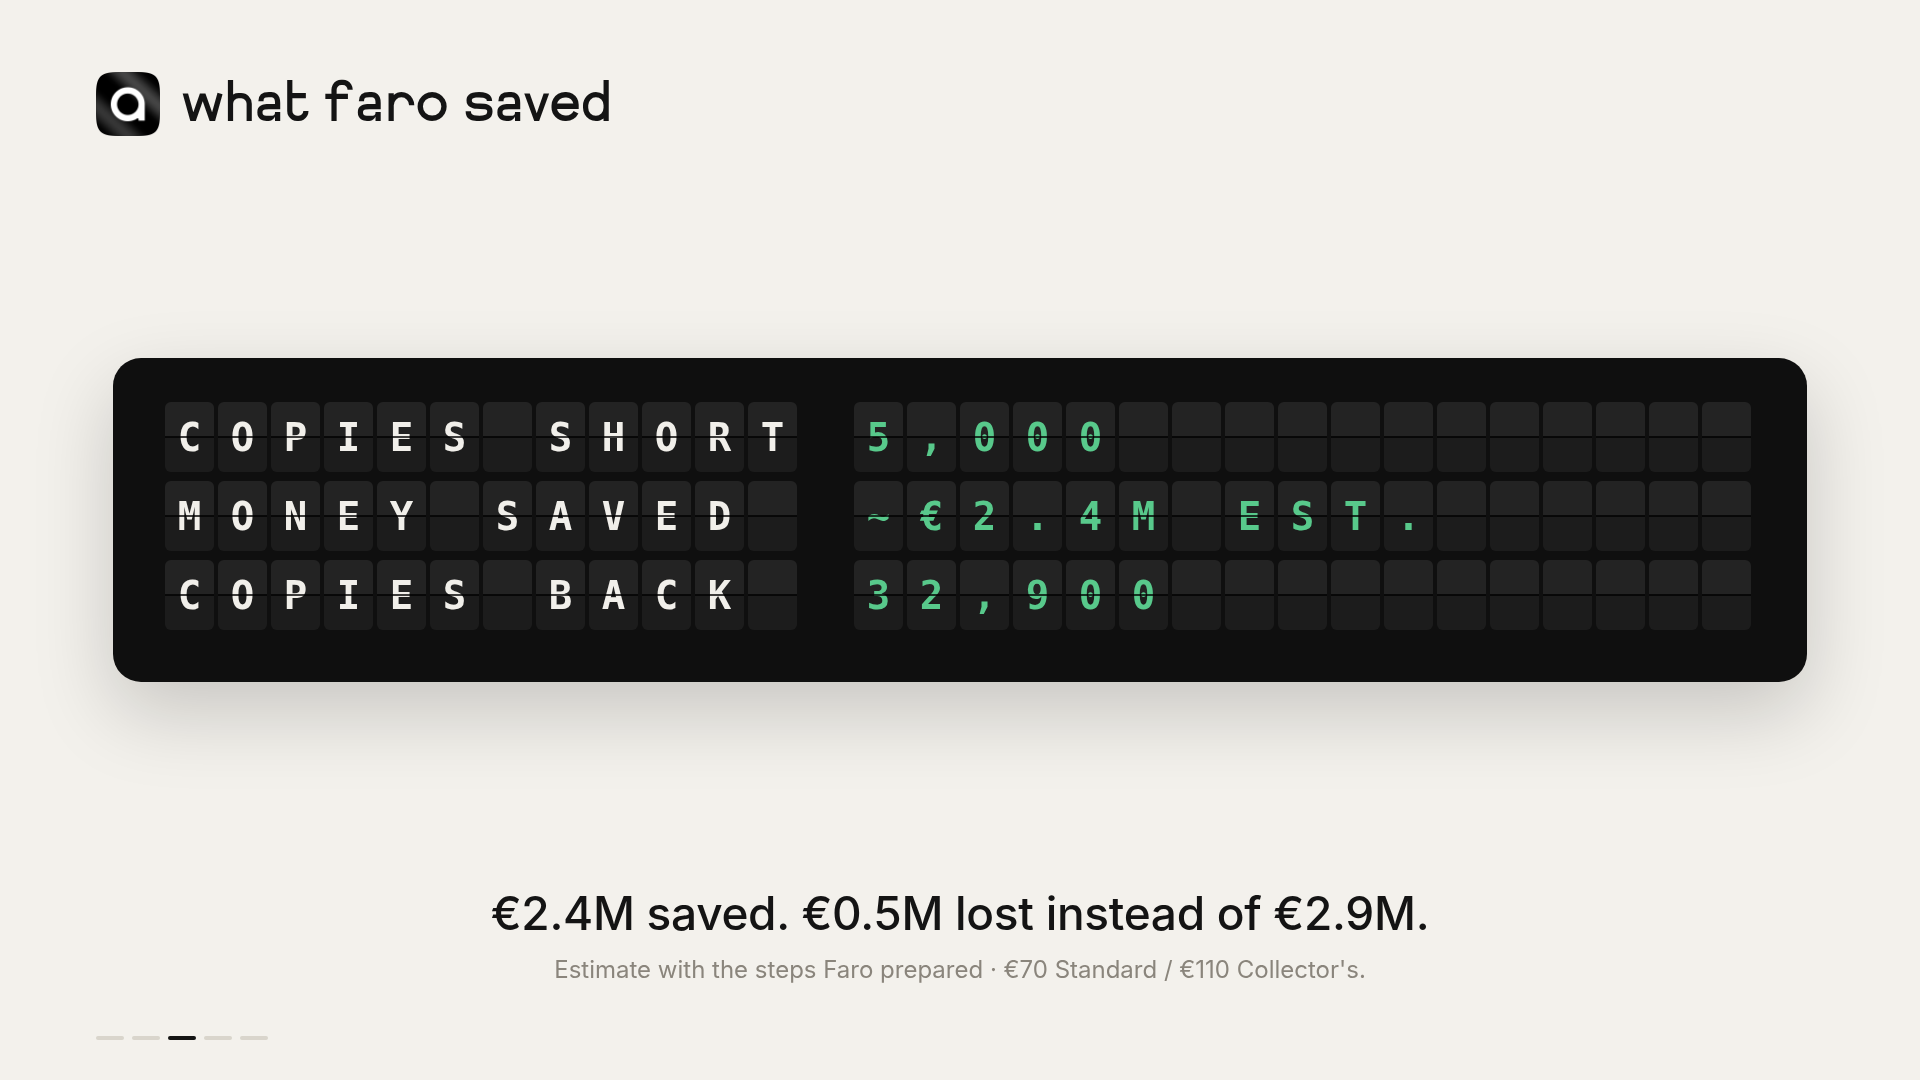 what faro saved
COPIES SHORT 5,000
MONEY SAVED ~€2.4M EST.
COPIES BACK 32,900
€2.4M saved. €0.5M lost instead of €2.9M.
Estimate with the steps Faro prepared · €70 Standard / €110 Collector's.